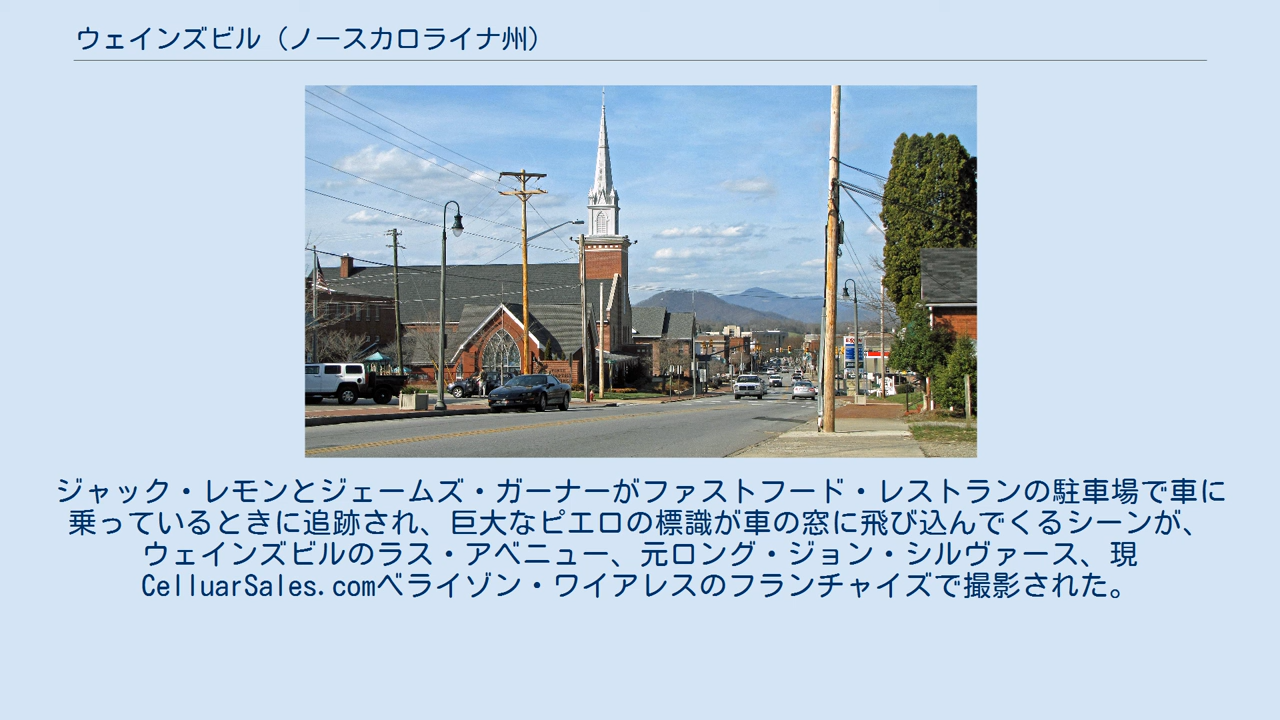 ウェインズビル（ノースカロライナ州）
ジャック・レモンとジェームズ・ガーナーがファストフード・レストランの駐車場で車に
乗っているときに追跡され、巨大なピエロの標識が車の窓に飛び込んでくるシーンが、
ウェインズビルのラス・アベニュー、元ロング・ジョン・シルヴァース、現
CelluarSales.comベライゾン・ワイアレスのフランチャイズで撮影された。